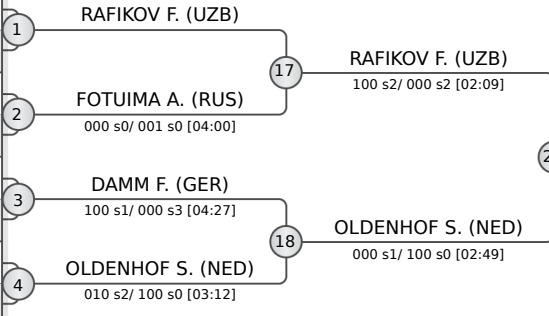 RAFIKOV F. (UZB)
1
17
RAFIKOV F. (UZB)
100 s2/ 000 s2 [02:09]
FOTUIMA A. (RUS)
2
000 s0/ 001 s0 [04:00]
2
DAMM F. (GER)
3
100 s1/ 000 s3 [04:27]
18
OLDENHOF S. (NED)
000 s1/ 100 s0 [02:49]
OLDENHOF S. (NED)
4
010 s2/ 100 s0 [03:12]